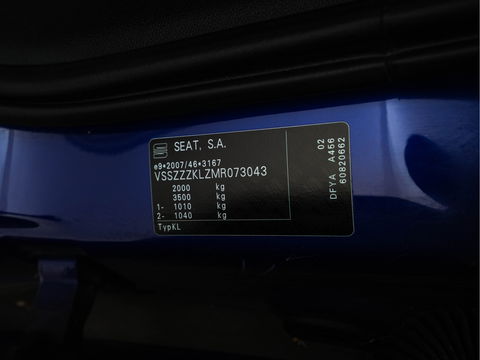 SEAT, S.A.
e9*2007/46*3167
VSSZZZKLZMR073043
2000 kg
3500 kg
1- 1010 kg
2- 1040 kg
TypKL
02
DFYA A456
60820662